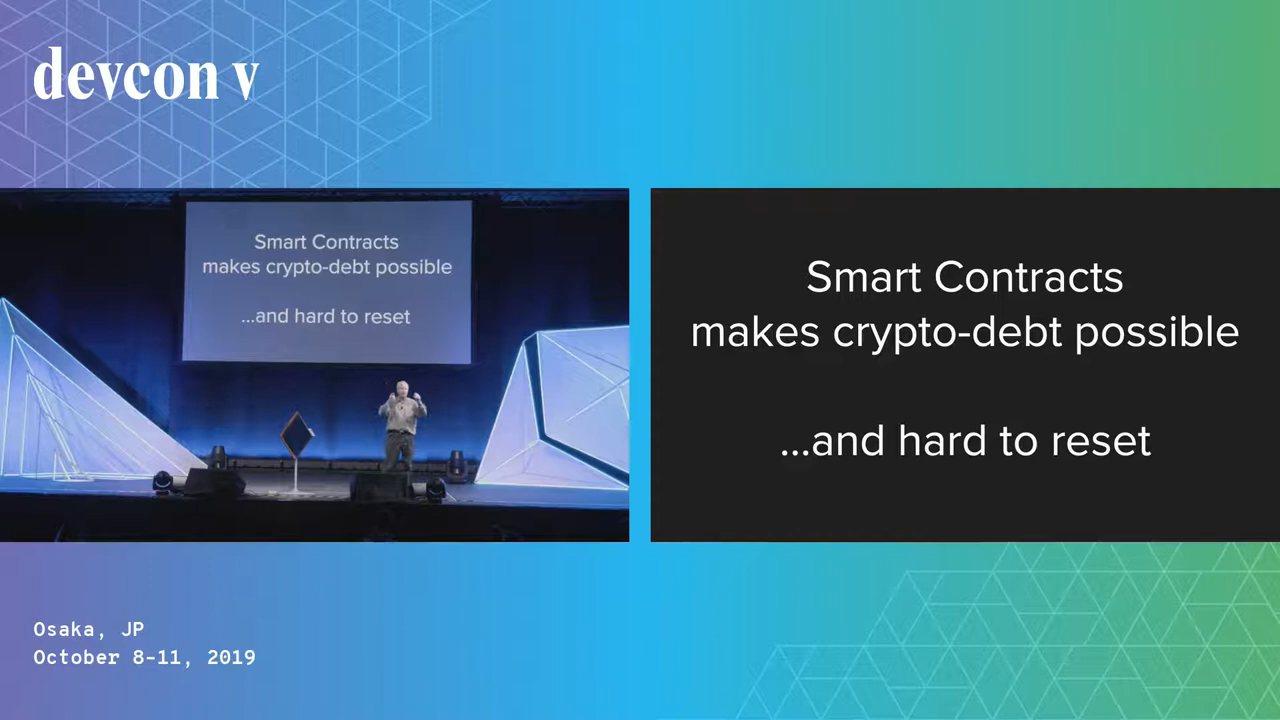 devcon v
Smart Contracts
makes crypto-debt possible
...and hard to reset
Smart Contracts
makes crypto-debt possible
...and hard to reset
Osaka, JP
October 8-11, 2019